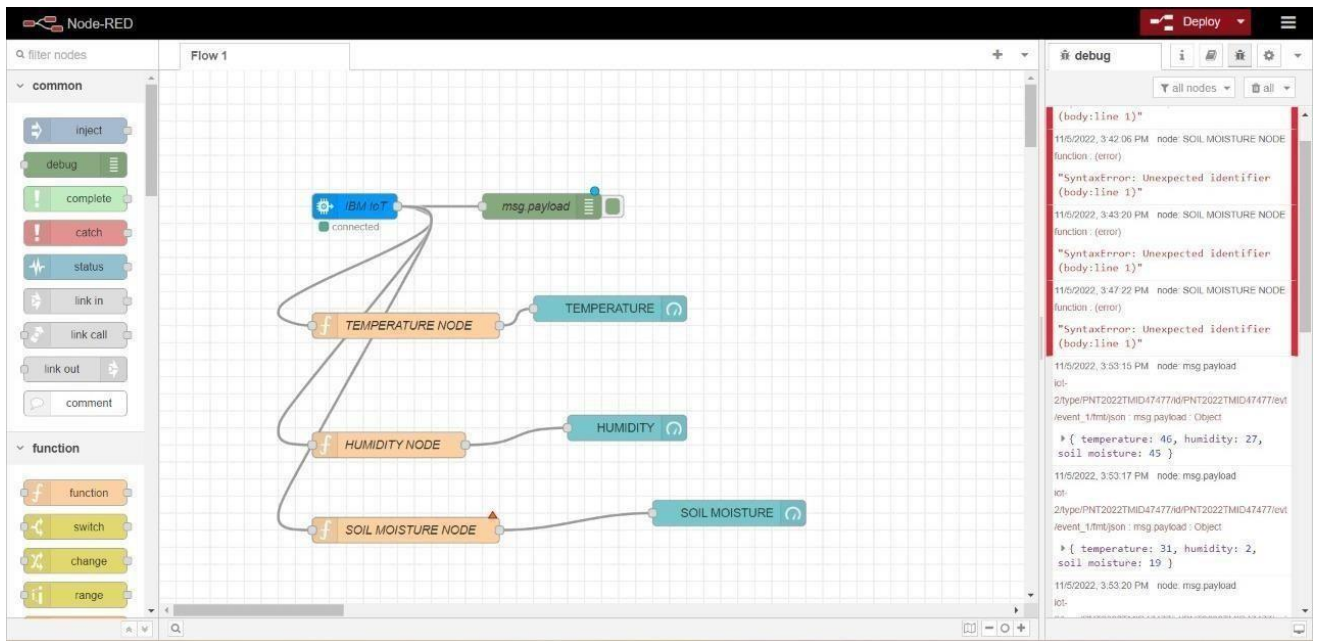 Node-RED
Deploy
filter nodes
Flow 1
debug
i
common
all nodes
all
inject
debug
complete
catch
status
link in
link call
link out
comment
function
function
switch
change
range
IBM IoT
connected
msg.payload
TEMPERATURE NODE
TEMPERATURE
HUMIDITY NODE
HUMIDITY
SOIL MOISTURE NODE
SOIL MOISTURE
(body:line 1)"
11/5/2022, 3:42:06 PM node: SOIL MOISTURE NODE
function : (error)
"SyntaxError: Unexpected identifier
(body:line 1)"
11/5/2022, 3:43:20 PM node: SOIL MOISTURE NODE
function : (error)
"SyntaxError: Unexpected identifier
(body:line 1)"
11/5/2022, 3:47:22 PM node: SOIL MOISTURE NODE
function : (error)
"SyntaxError: Unexpected identifier
(body:line 1)"
11/5/2022, 3:53:15 PM node: msg.payload
iot-
2/type/PNT2022TMID47477/id/PNT2022TMID47477/evt
/event_1/fmt/json : msg.payload : Object
{ temperature: 46, humidity: 27,
soil moisture: 45 }
11/5/2022, 3:53:17 PM node: msg.payload
iot-
2/type/PNT2022TMID47477/id/PNT2022TMID47477/evt
/event_1/fmt/json : msg.payload : Object
{ temperature: 31, humidity: 2,
soil moisture: 19 }
11/5/2022, 3:53:20 PM node: msg.payload
iot-